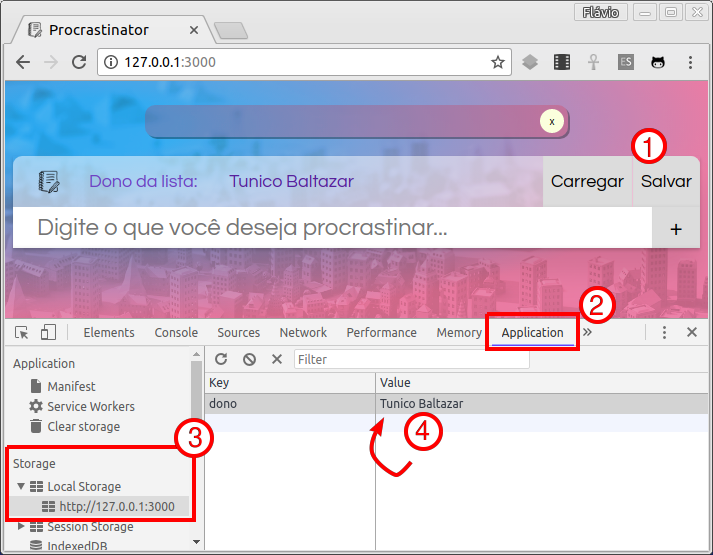 Flávio
Procrastinator
127.0.0.1:3000
ES
x
1
Dono da lista: Tunico Baltazar Carregar Salvar
Digite o que você deseja procrastinar... +
2
Elements Console Sources Network Performance Memory Application »
Application
Filter
Manifest
Key Value
Service Workers
dono Tunico Baltazar
Clear storage
3
4
Storage
Local Storage
http://127.0.0.1:3000
Session Storage
IndexedDB